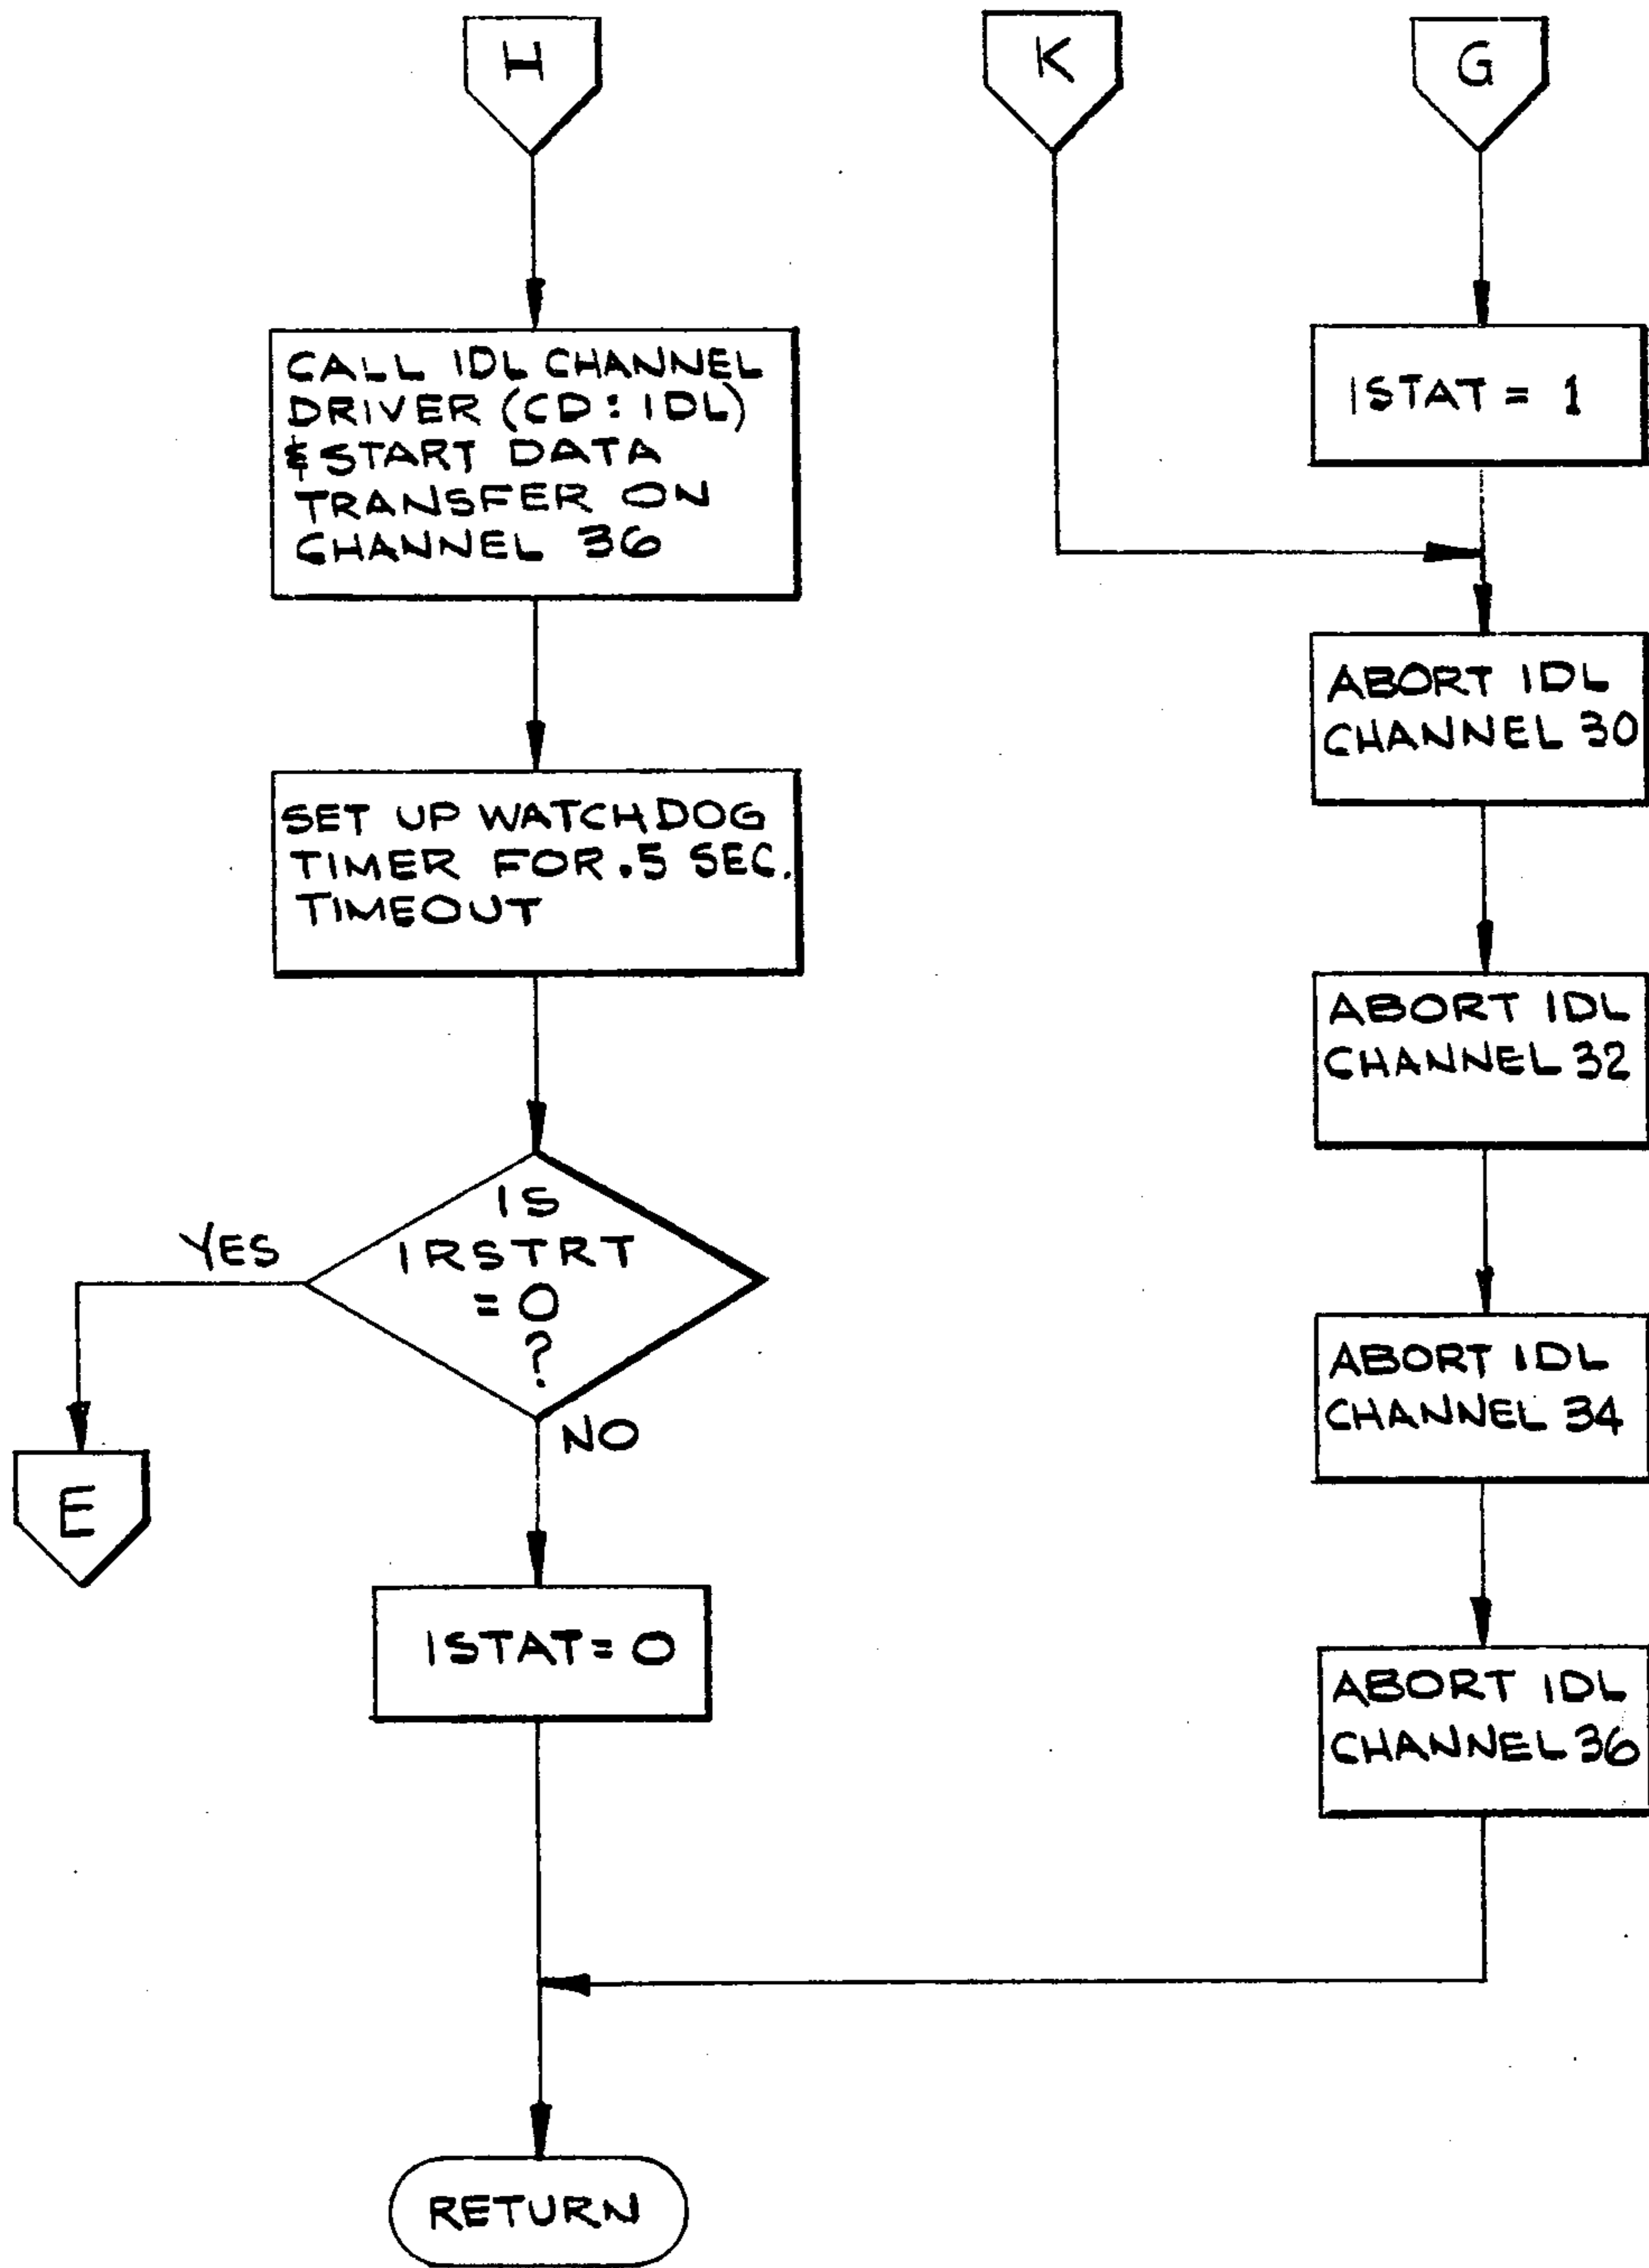 H
K
G
CALL IDL CHANNEL
DRIVER (CD: IDL)
& START DATA
TRANSFER ON
CHANNEL 36
ISTAT = 1
ABORT IDL
CHANNEL 30
SET UP WATCHDOG
TIMER FOR .5 SEC.
TIMEOUT
ABORT IDL
CHANNEL 32
IS
IRSTRT
= 0
?
YES
NO
E
ABORT IDL
CHANNEL 34
ISTAT = 0
ABORT IDL
CHANNEL 36
RETURN